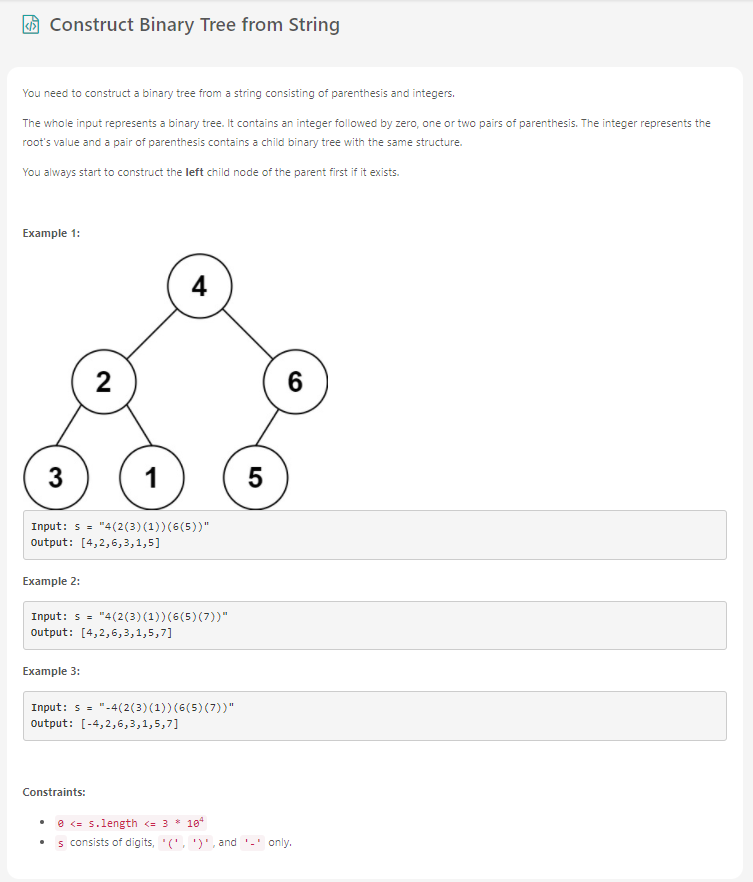 Construct Binary Tree from String
You need to construct a binary tree from a string consisting of parenthesis and integers.
The whole input represents a binary tree. It contains an integer followed by zero, one or two pairs of parenthesis. The integer represents the
root's value and a pair of parenthesis contains a child binary tree with the same structure.
You always start to construct the left child node of the parent first if it exists.
Example 1:
4
2 6
3 1 5
Input: s = "4(2(3)(1))(6(5))"
Output: [4,2,6,3,1,5]
Example 2:
Input: s = "4(2(3)(1))(6(5)(7))"
Output: [4,2,6,3,1,5,7]
Example 3:
Input: s = "-4(2(3)(1))(6(5)(7))"
Output: [-4,2,6,3,1,5,7]
Constraints:
• 0 <= s.length <= 3 * 10⁴
• s consists of digits, '(', ')', and '-' only.